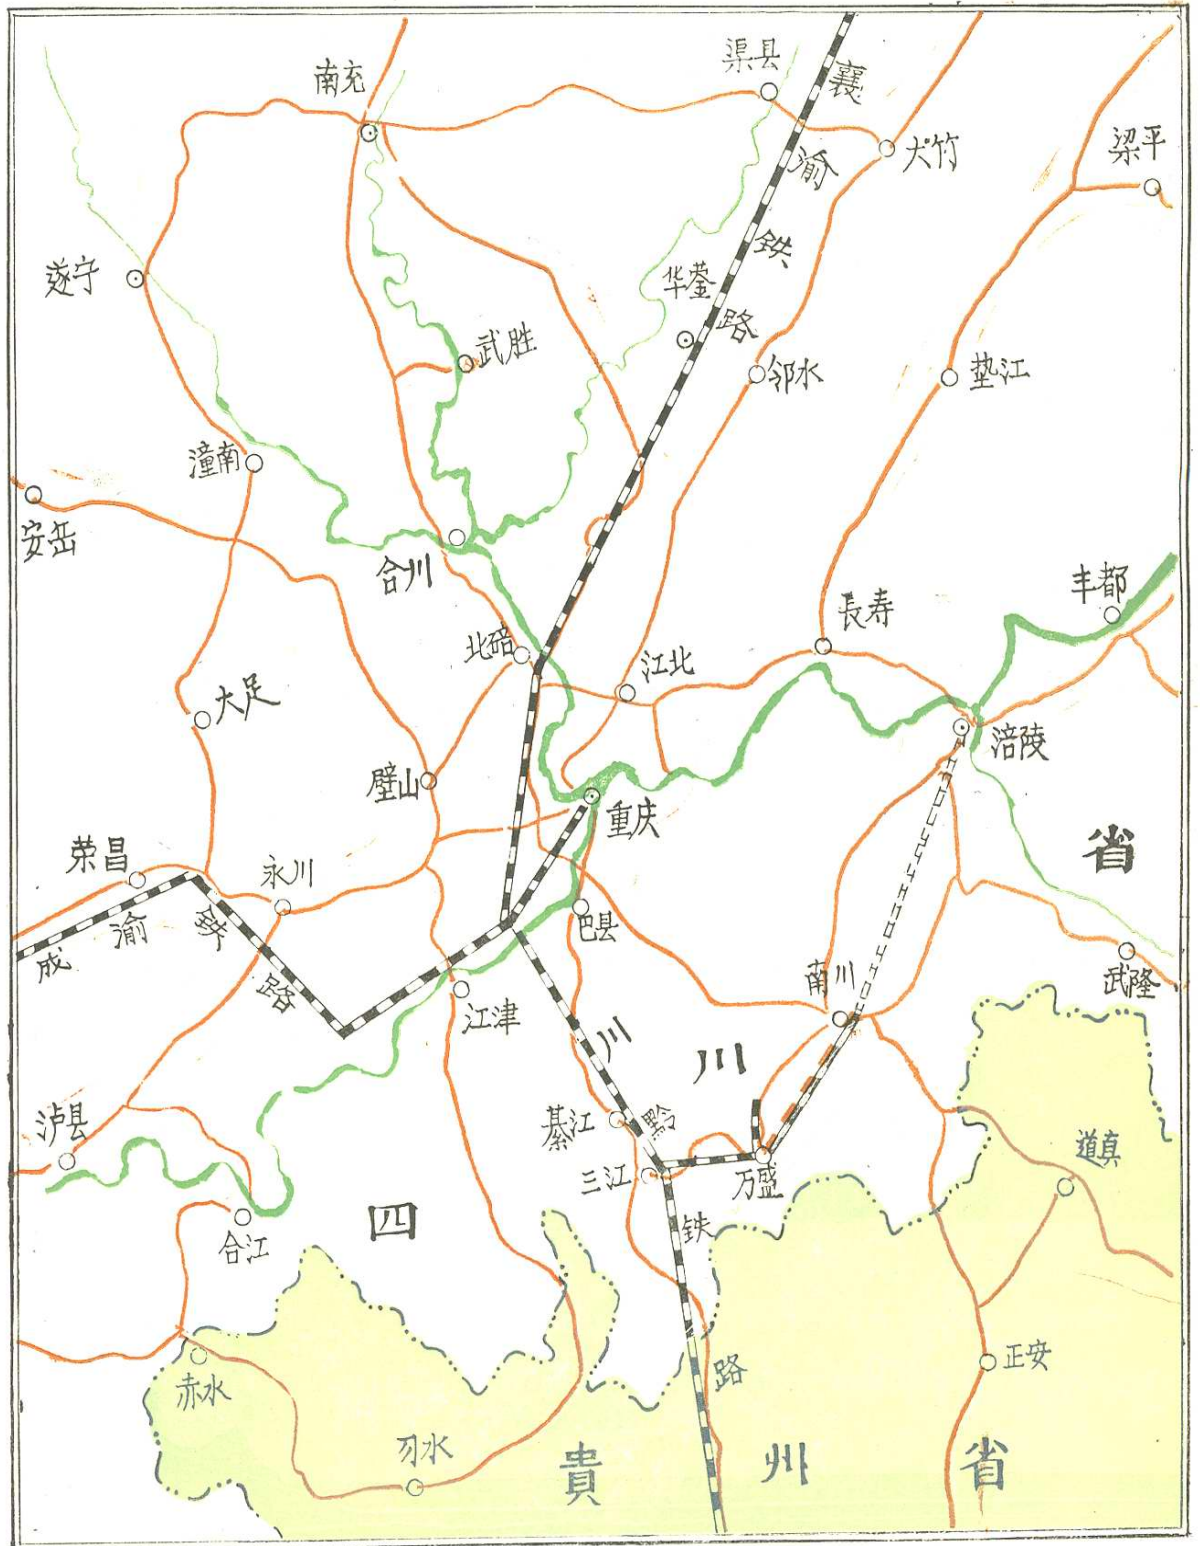 南充
渠县
襄渝铁路
大竹
梁平
遂宁
华蓥
武胜
邻水
垫江
潼南
安岳
合川
丰都
長寿
北碚
江北
大足
涪陵
壁山
重庆
省
荣昌
永川
成渝铁路
巴县
南川
武隆
江津
川
川黔铁路
綦江
泸县
道真
三江
万盛
四
合江
正安
赤水
习水
貴州省